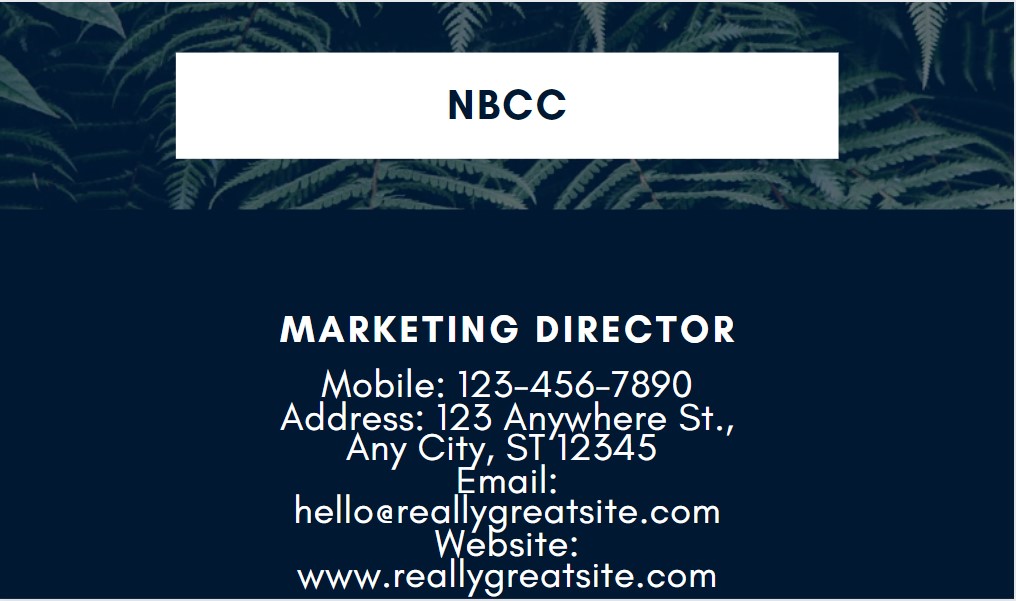 NBCC
MARKETING DIRECTOR
Mobile: 123-456-7890
Address: 123 Anywhere St.,
Any City, ST 12345
Email:
hello@reallygreatsite.com
Website:
www.reallygreatsite.com